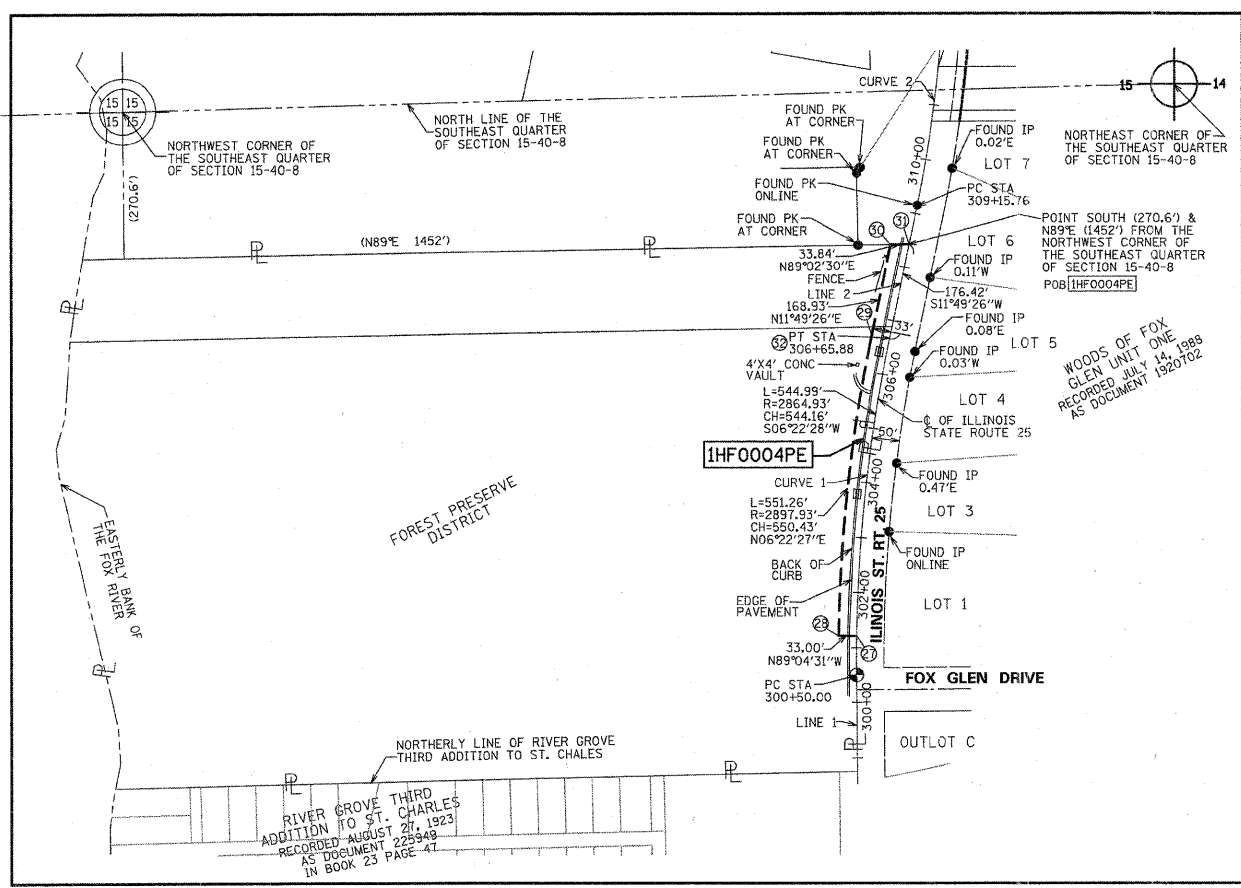 15 15
15 15
NORTHWEST CORNER OF
THE SOUTHEAST QUARTER
OF SECTION 15-40-8
(270.6')
NORTH LINE OF THE
SOUTHEAST QUARTER
OF SECTION 15-40-8
CURVE 2
15
14
NORTHEAST CORNER OF
THE SOUTHEAST QUARTER
OF SECTION 15-40-8
FOUND PK
AT CORNER
FOUND PK
AT CORNER
FOUND PK
ONLINE
FOUND PK
AT CORNER
310+00
FOUND IP
0.02'E
LOT 7
PC STA
309+15.76
POINT SOUTH (270.6') &
N89°E (1452') FROM THE
NORTHWEST CORNER OF
THE SOUTHEAST QUARTER
OF SECTION 15-40-8
POB 1HF0004PE
PL
(N89°E 1452')
PL
30
31
33.84'
N89°02'30"E
FENCE
LINE 2
168.93'
N11°49'26"E
LOT 6
FOUND IP
0.11'W
176.42'
S11°49'26"W
FOUND IP
0.08'E
LOT 5
FOUND IP
0.03'W
29
33'
32
PT STA
306+65.88
4'X4' CONC
VAULT
306+00
WOODS OF FOX
GLEN UNIT ONE
RECORDED JULY 14, 1988
AS DOCUMENT 1920702
L=544.99'
R=2864.93'
CH=544.16'
S06°22'28"W
LOT 4
CL OF ILLINOIS
STATE ROUTE 25
50'
1HF0004PE
PL
304+00
FOUND IP
0.47'E
LOT 3
CURVE 1
L=551.26'
R=2897.93'
CH=550.43'
N06°22'27"E
FOREST PRESERVE
DISTRICT
PL
EASTERLY BANK OF
THE FOX RIVER
PL
BACK OF
CURB
EDGE OF
PAVEMENT
302+00
ILINOIS ST. RT. 25
FOUND IP
ONLINE
LOT 1
28
27
33.00'
N89°04'31"W
PC STA
300+50.00
FOX GLEN DRIVE
LINE 1
300+00
PL
OUTLOT C
NORTHERLY LINE OF RIVER GROVE
THIRD ADDITION TO ST. CHALES
PL
PL
RIVER GROVE THIRD
ADDITION TO ST. CHARLES
RECORDED AUGUST 27, 1923
AS DOCUMENT 225949
IN BOOK 23 PAGE 47